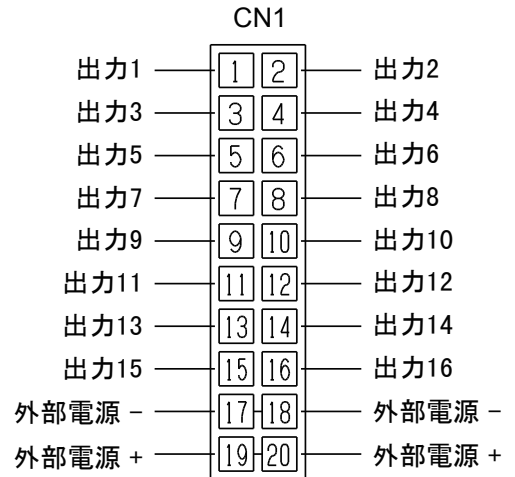 CN1
出力1 1 2 出力2
出力3 3 4 出力4
出力5 5 6 出力6
出力7 7 8 出力8
出力9 9 10 出力10
出力11 11 12 出力12
出力13 13 14 出力14
出力15 15 16 出力16
外部電源 - 17 18 外部電源 -
外部電源 + 19 20 外部電源 +